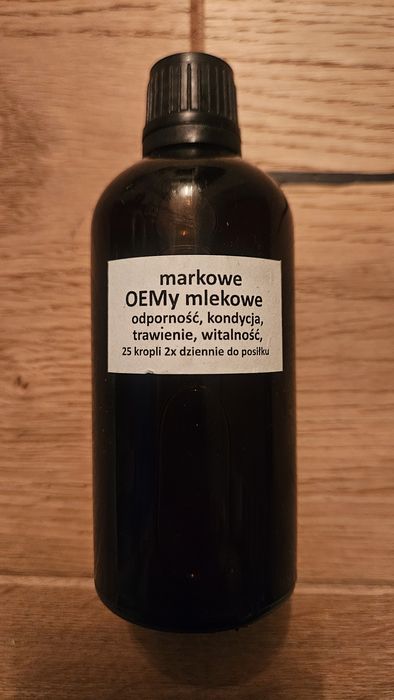 markowe
OEMy mlekowe
odporność, kondycja,
trawienie, witalność,
25 kropli 2x dziennie do posiłku